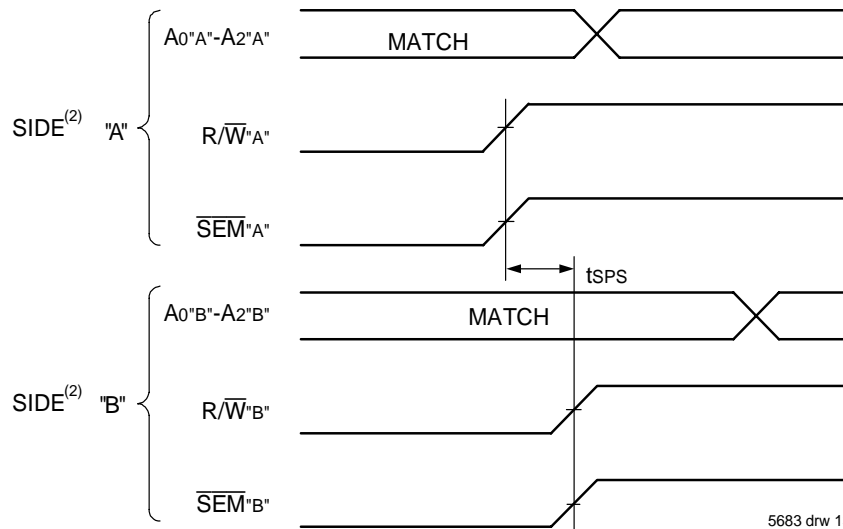 A0"A"-A2"A"
MATCH
SIDE(2) "A"
R/W"A"
SEM"A"
tSPS
A0"B"-A2"B"
MATCH
SIDE(2) "B"
R/W"B"
SEM"B"
5683 drw 1